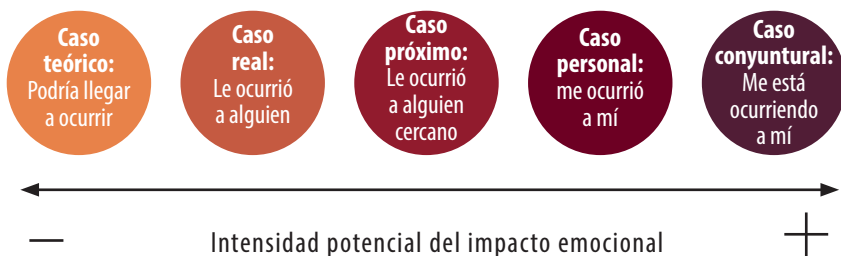 Caso
teórico:
Podría llegar
a ocurrir
Caso
real:
Le ocurrió
a alguien
Caso
próximo:
Le ocurrió
a alguien
cercano
Caso
personal:
me ocurrió
a mí
Caso
conyuntural:
Me está
ocurriendo
a mí
— Intensidad potencial del impacto emocional +